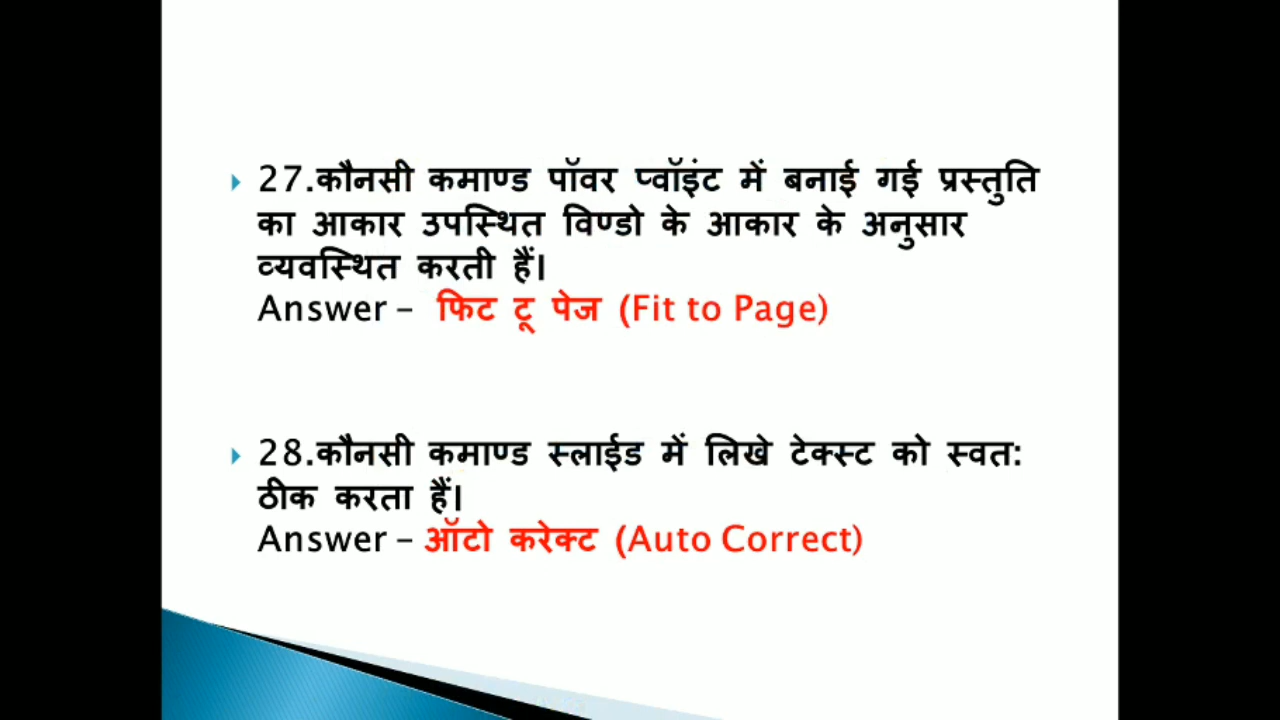 27.कौनसी कमाण्ड पॉवर प्वॉइंट में बनाई गई प्रस्तुति
का आकार उपस्थित विण्डो के आकार के अनुसार
व्यवस्थित करती हैं।
Answer – फिट टू पेज (Fit to Page)
28.कौनसी कमाण्ड स्लाईड में लिखे टेक्स्ट को स्वत:
ठीक करता हैं।
Answer – ऑटो करेक्ट (Auto Correct)